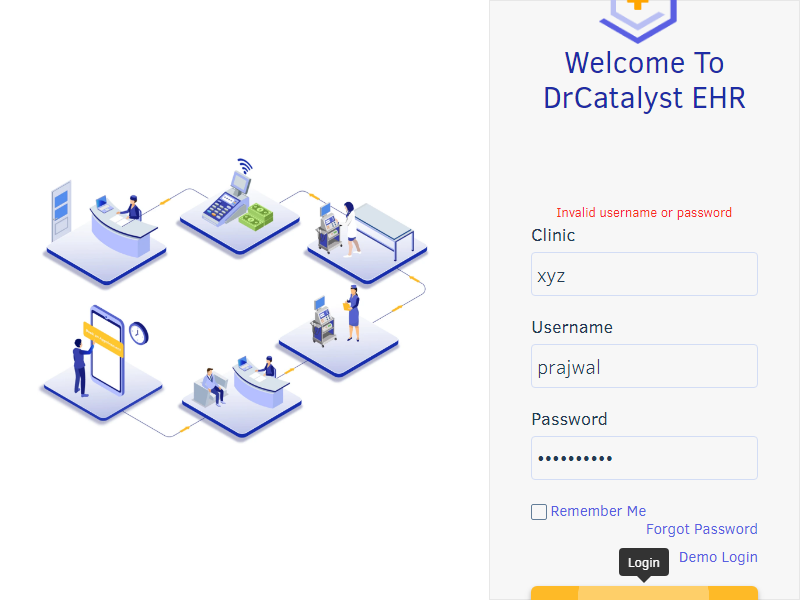 Welcome To
DrCatalyst EHR
Invalid username or password
Clinic
xyz
Username
prajwal
Password
••••••••••
Remember Me
Forgot Password
Demo Login
Login